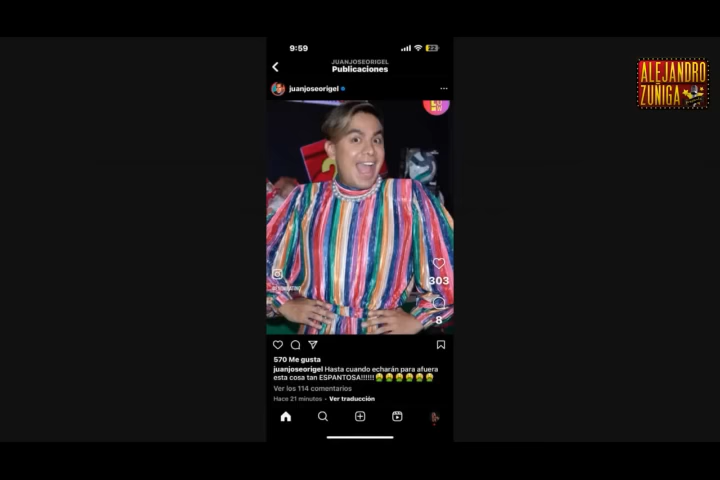 9:59
22
ALEJANDRO
ZUÑIGA
JUANJOSEORIGEL
Publicaciones
juanjoseorigel
303
8
570 Me gusta
juanjoseorigel Hasta cuando echarán para afuera
esta cosa tan ESPANTOSA!!!!!!🤮🤮🤮🤮🤮🤮
Ver los 114 comentarios
Hace 21 minutos · Ver traducción